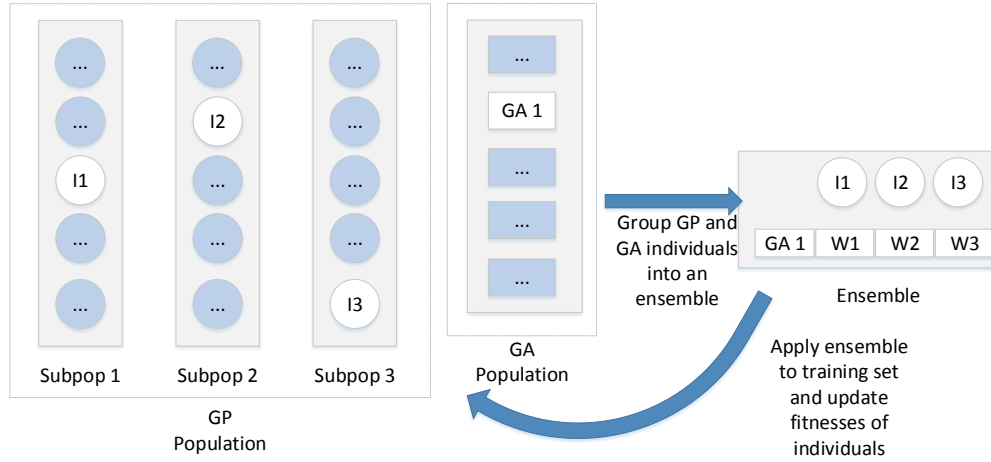 ...
...
I1
...
...
Subpop 1
...
I2
...
...
...
Subpop 2
...
...
...
...
I3
Subpop 3
GP
Population
...
GA 1
...
...
...
GA
Population
Group GP and
GA individuals
into an
ensemble
I1 I2 I3
GA 1 W1 W2 W3
Ensemble
Apply ensemble
to training set
and update
fitnesses of
individuals